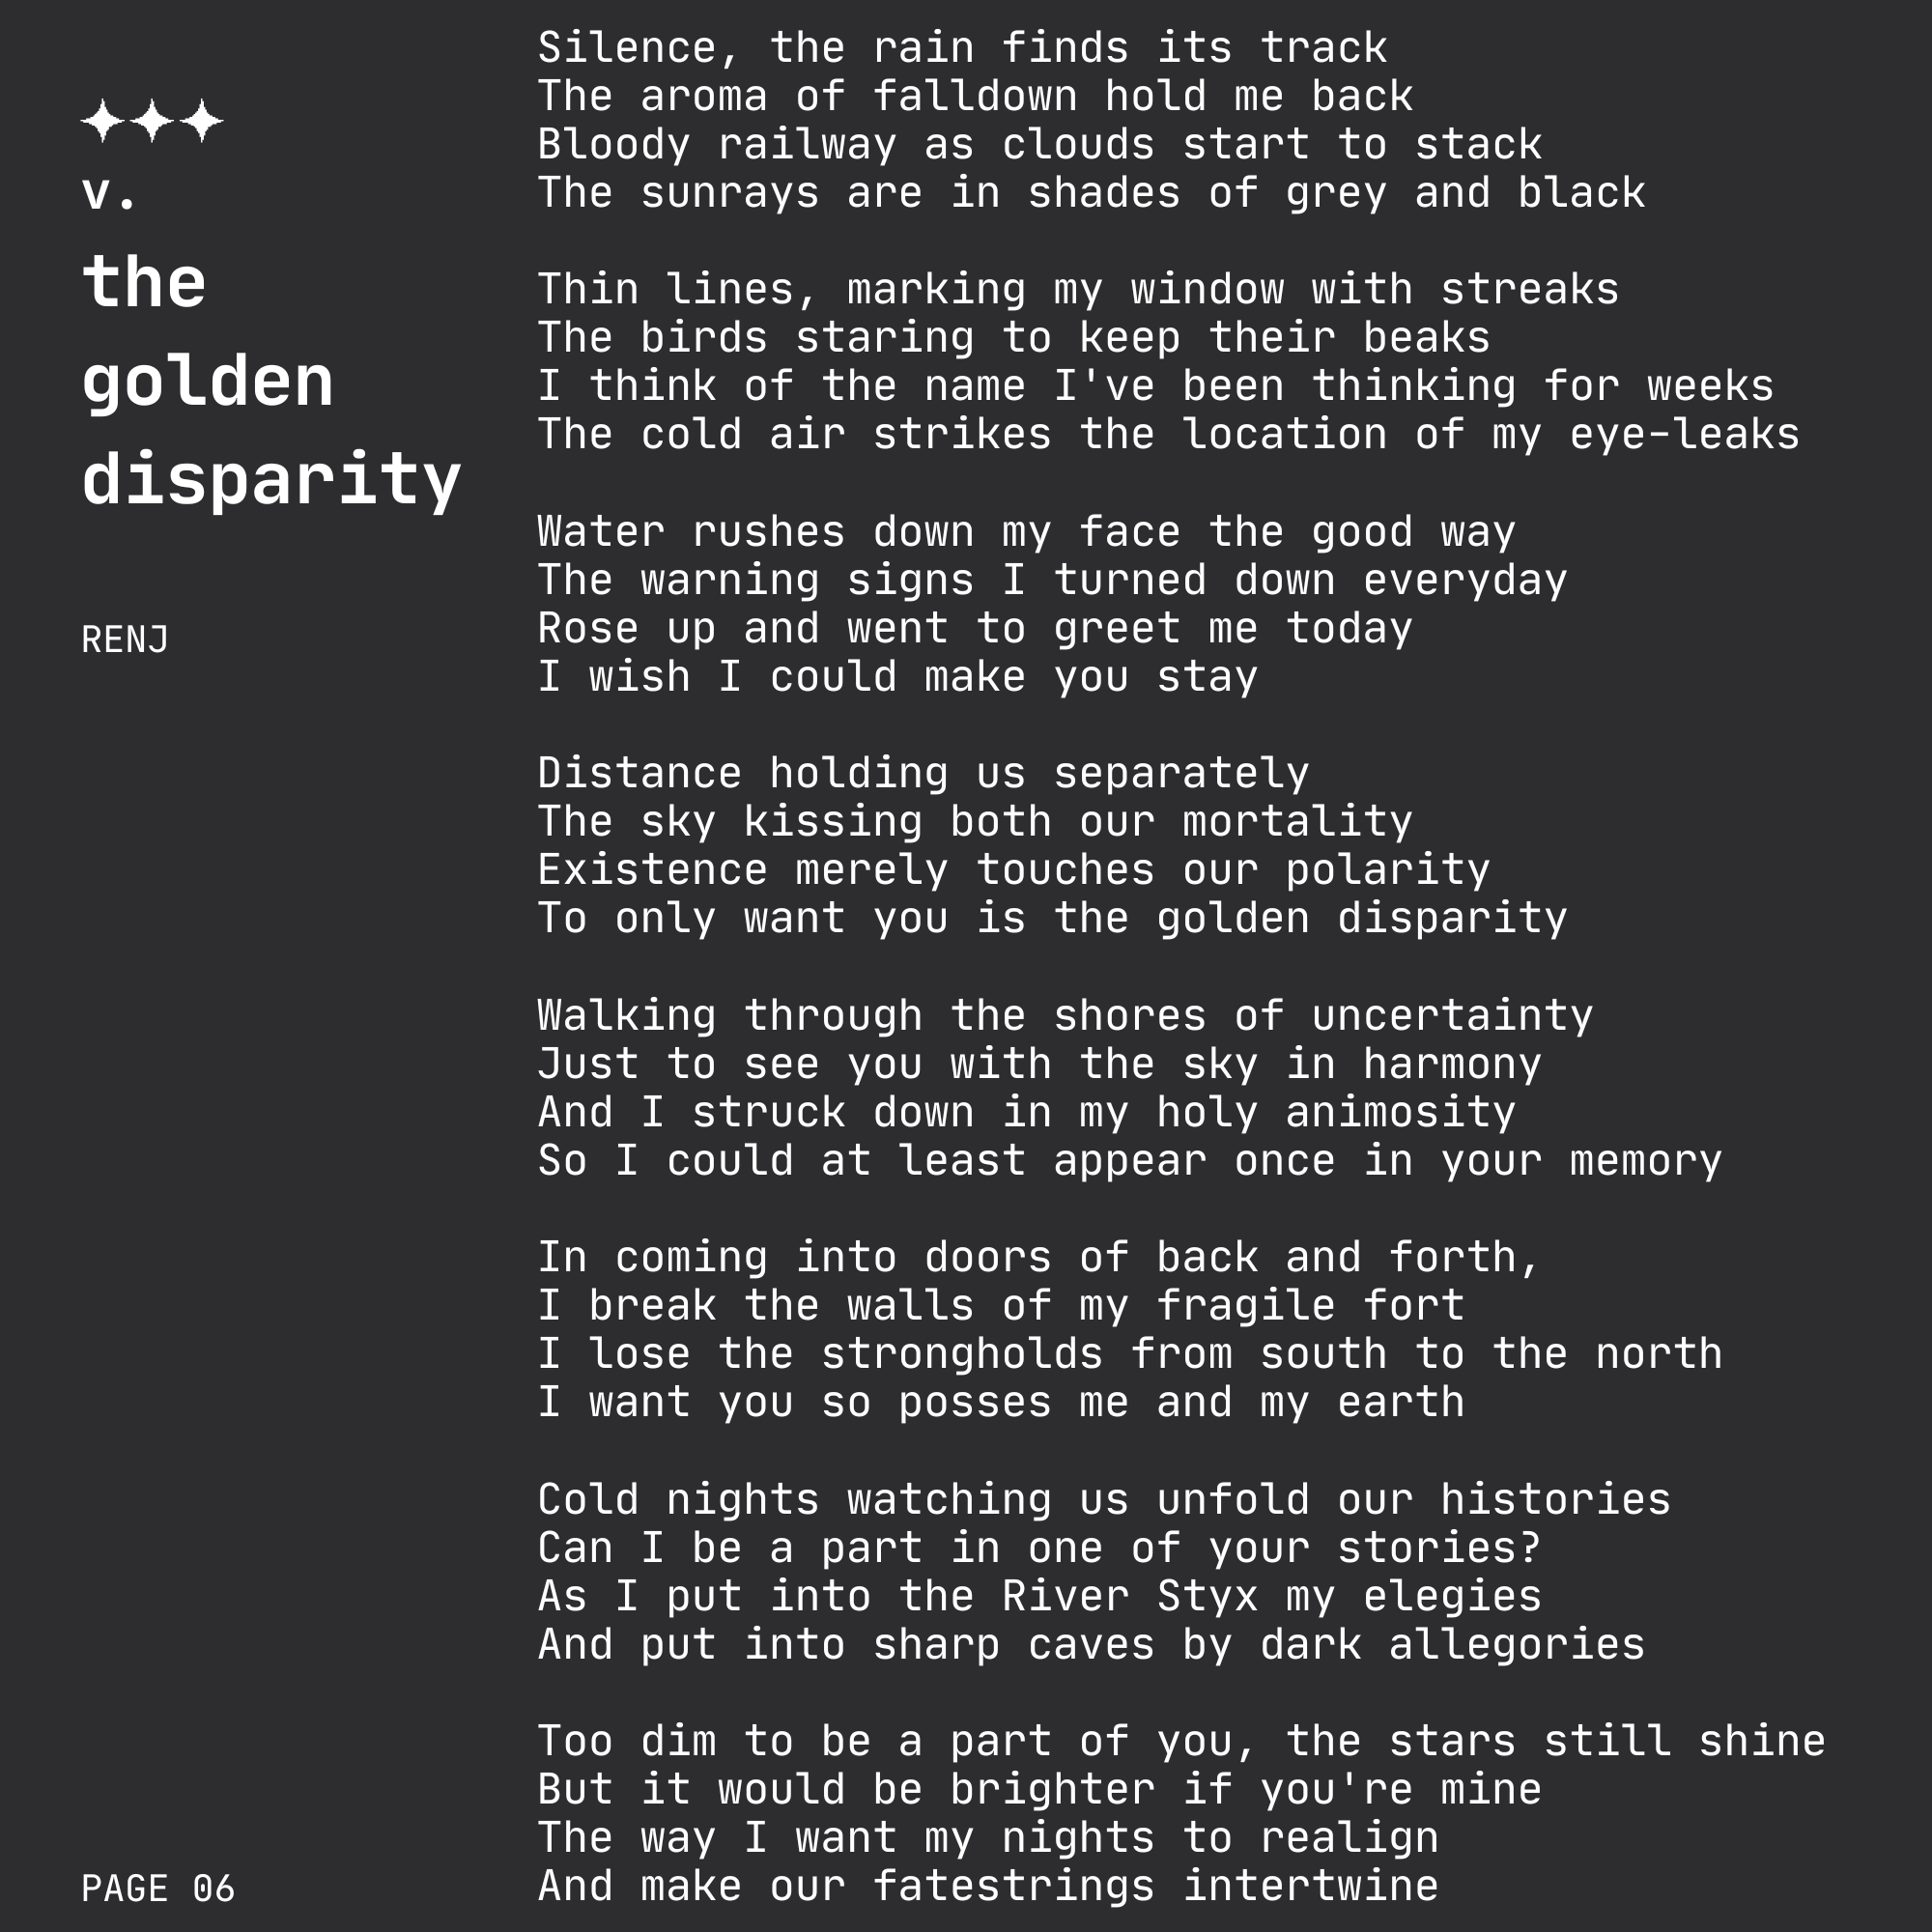 v.
the
golden
disparity
RENJ
Silence, the rain finds its track
The aroma of falldown hold me back
Bloody railway as clouds start to stack
The sunrays are in shades of grey and black
Thin lines, marking my window with streaks
The birds staring to keep their beaks
I think of the name I've been thinking for weeks
The cold air strikes the location of my eye-leaks
Water rushes down my face the good way
The warning signs I turned down everyday
Rose up and went to greet me today
I wish I could make you stay
Distance holding us separately
The sky kissing both our mortality
Existence merely touches our polarity
To only want you is the golden disparity
Walking through the shores of uncertainty
Just to see you with the sky in harmony
And I struck down in my holy animosity
So I could at least appear once in your memory
In coming into doors of back and forth,
I break the walls of my fragile fort
I lose the strongholds from south to the north
I want you so posses me and my earth
Cold nights watching us unfold our histories
Can I be a part in one of your stories?
As I put into the River Styx my elegies
And put into sharp caves by dark allegories
Too dim to be a part of you, the stars still shine
But it would be brighter if you're mine
The way I want my nights to realign
And make our fatestrings intertwine
PAGE 06